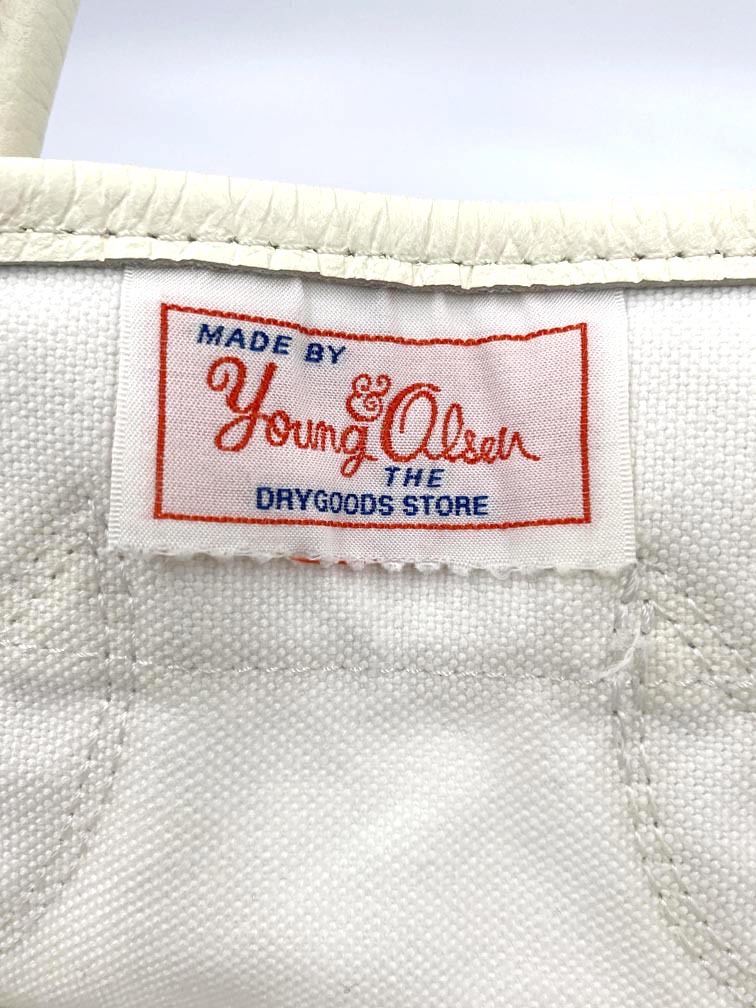 MADE BY
Young & Olsen
THE
DRYGOODS STORE